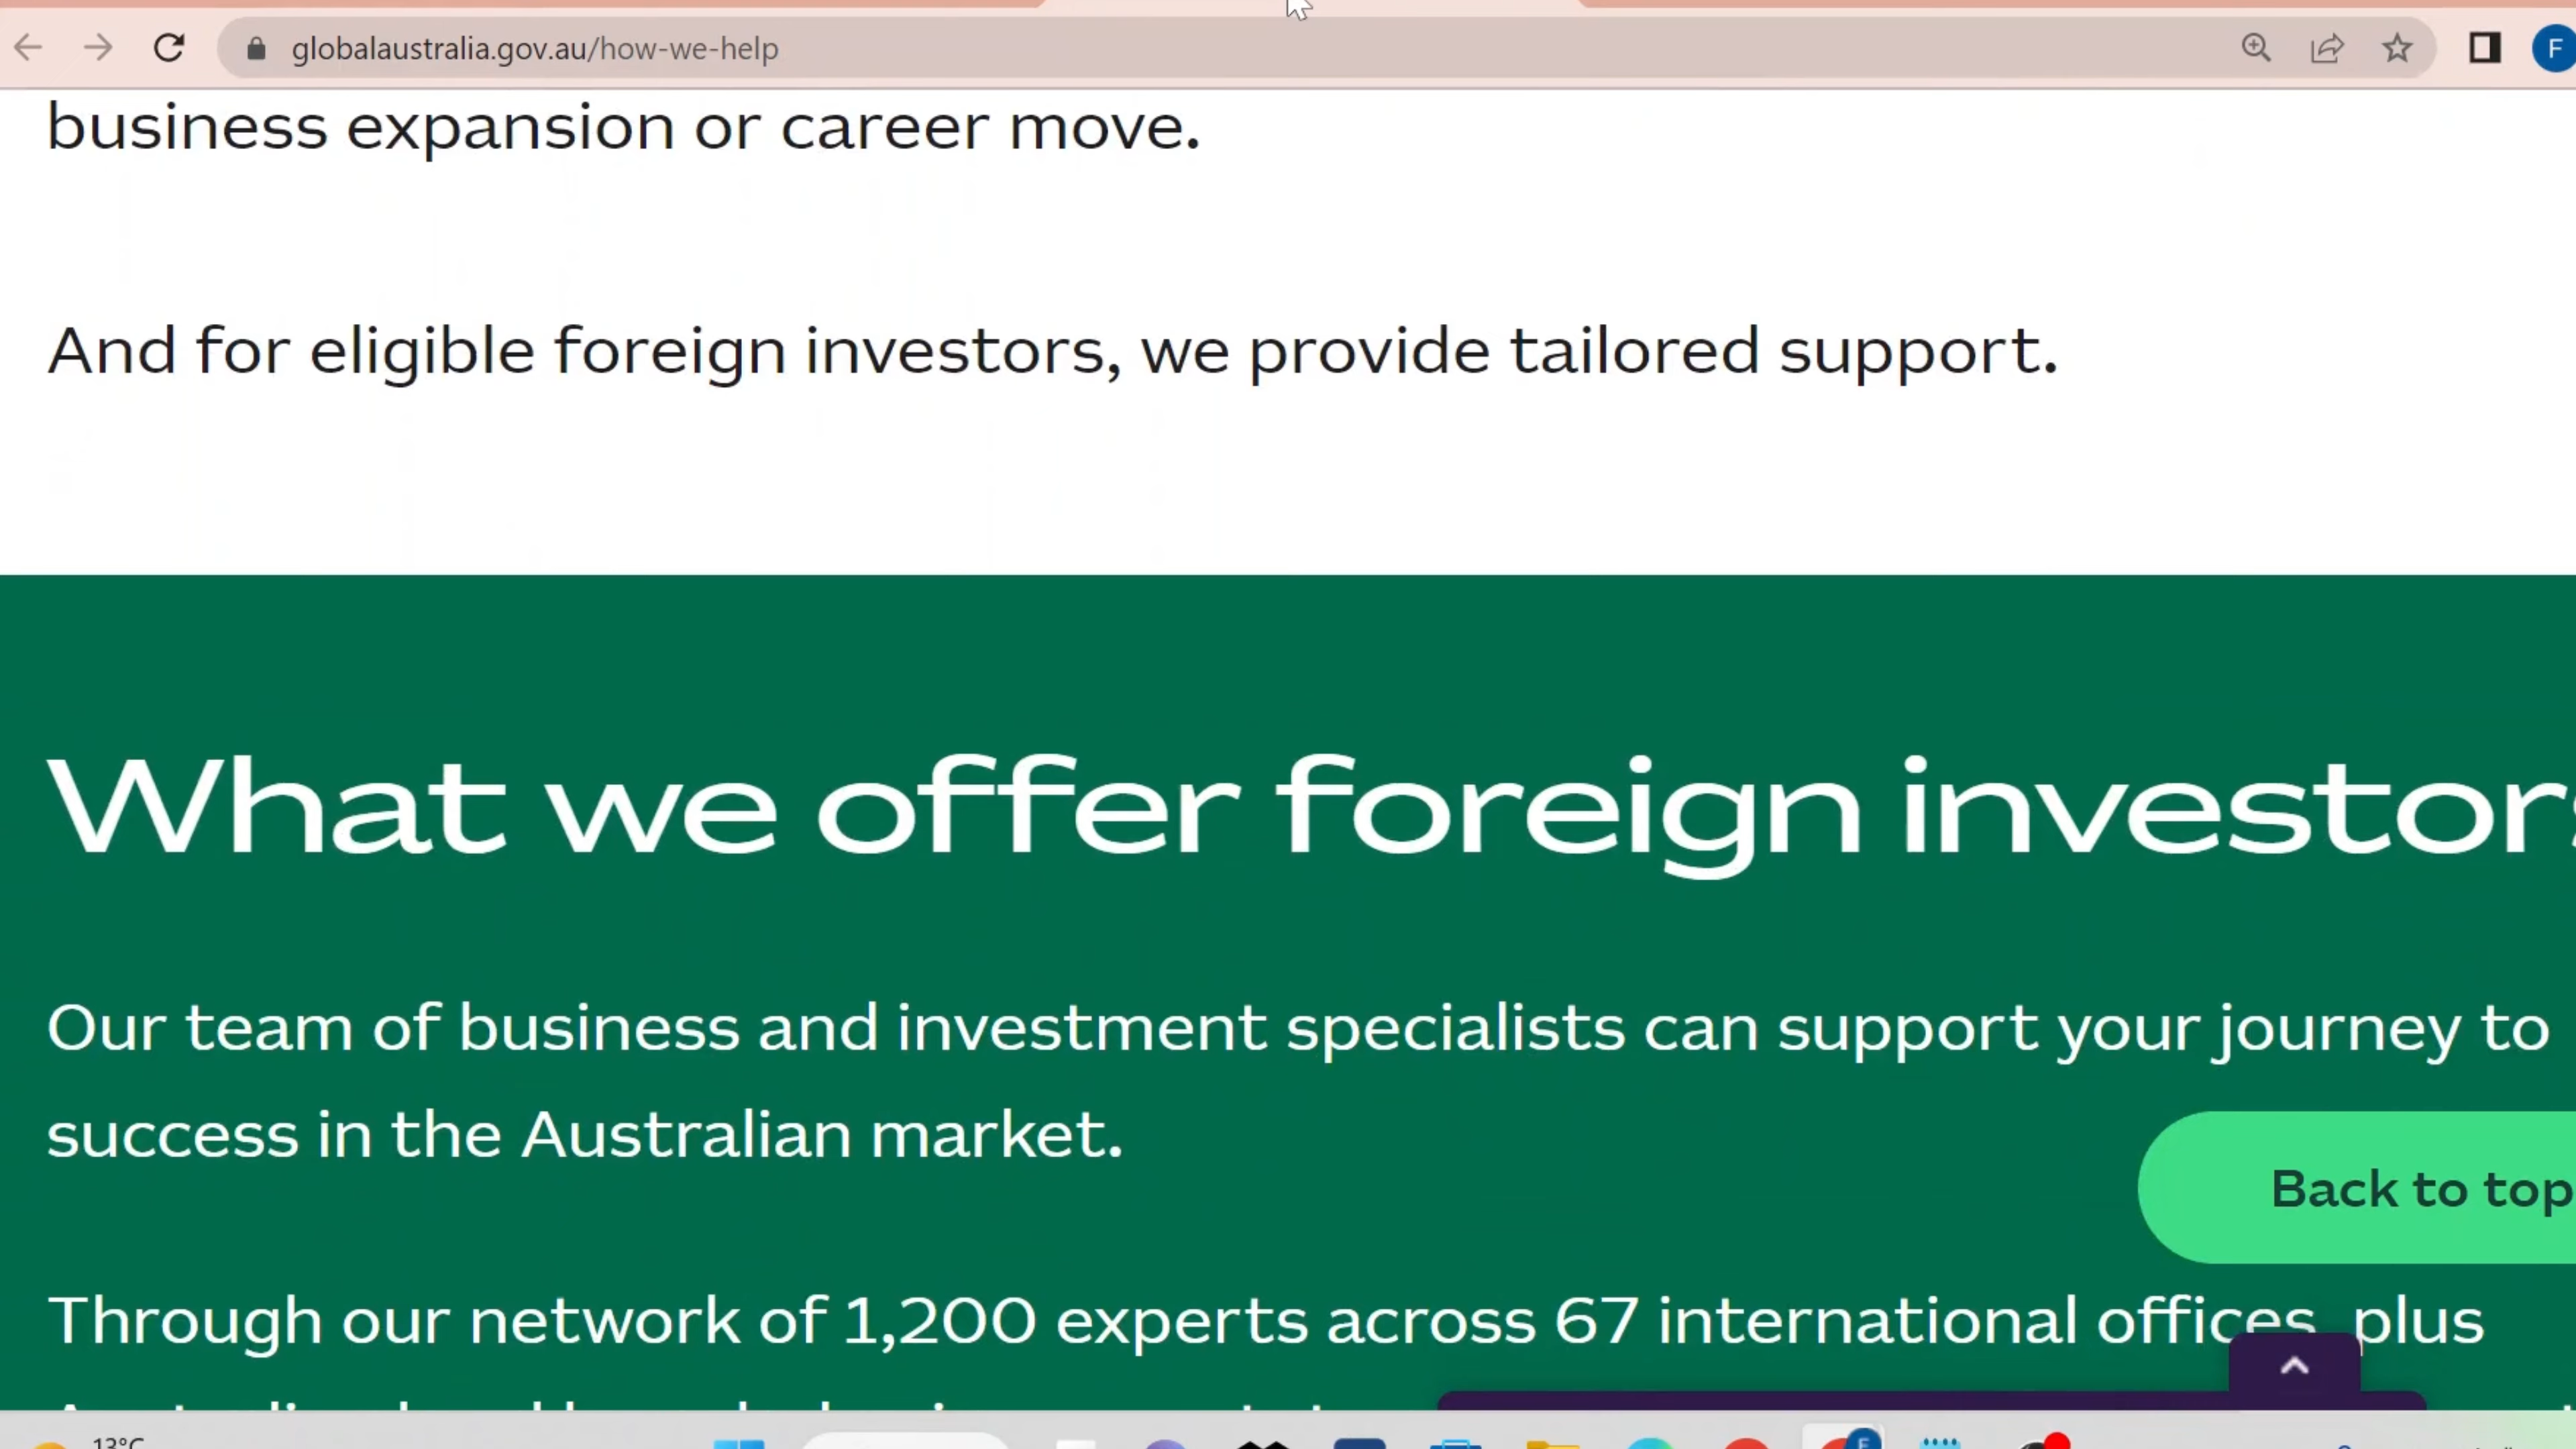 globalaustralia.gov.au/how-we-help
F
business expansion or career move.
And for eligible foreign investors, we provide tailored support.
What we offer foreign investors
Our team of business and investment specialists can support your journey to
success in the Australian market.
Back to top
Through our network of 1,200 experts across 67 international offices, plus
13°C
F